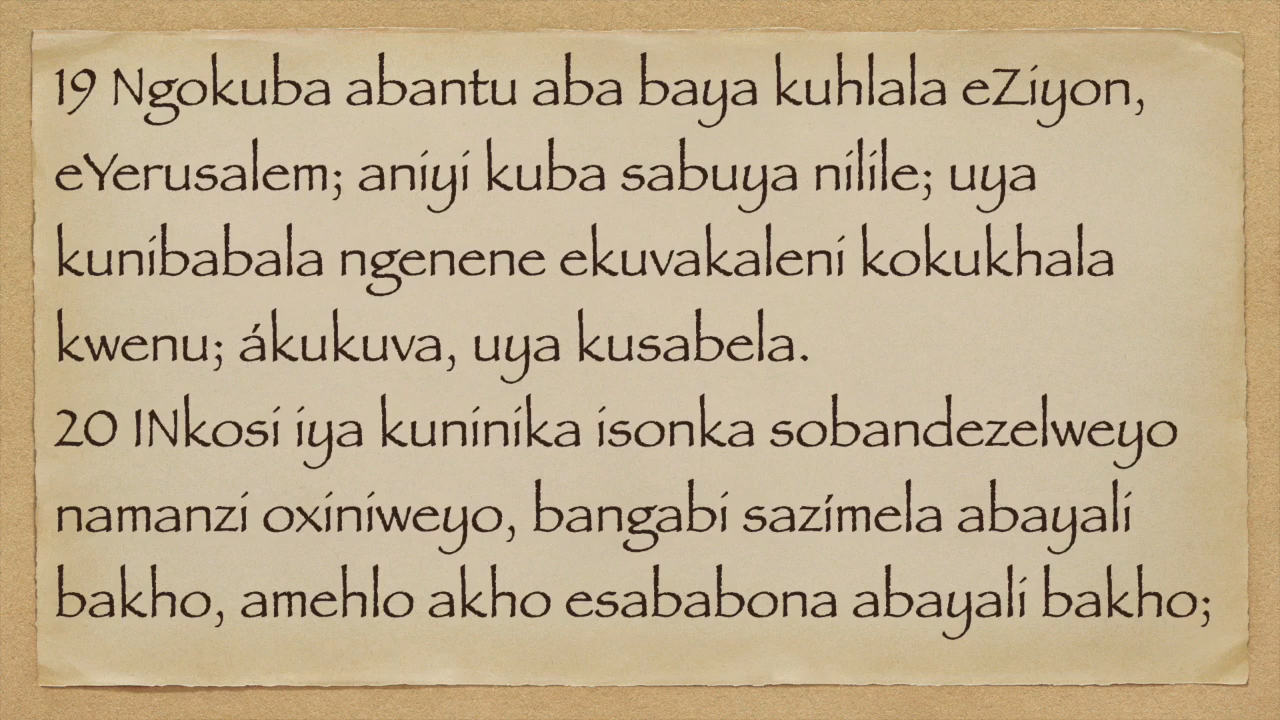 19 Ngokuba abantu aba baya kuhlala eZiyon,
eYerusalem; aniyi kuba sabuya nilile; uya
kunibabala ngenene ekuvakaleni kokukhala
kwenu; ákukuva, uya kusabela.
20 INkosi iya kuninika isonka sobandezelweyo
namanzi oxiniweyo, bangabi sazímela abayali
bakho, amehlo akho esababona abayali bakho;